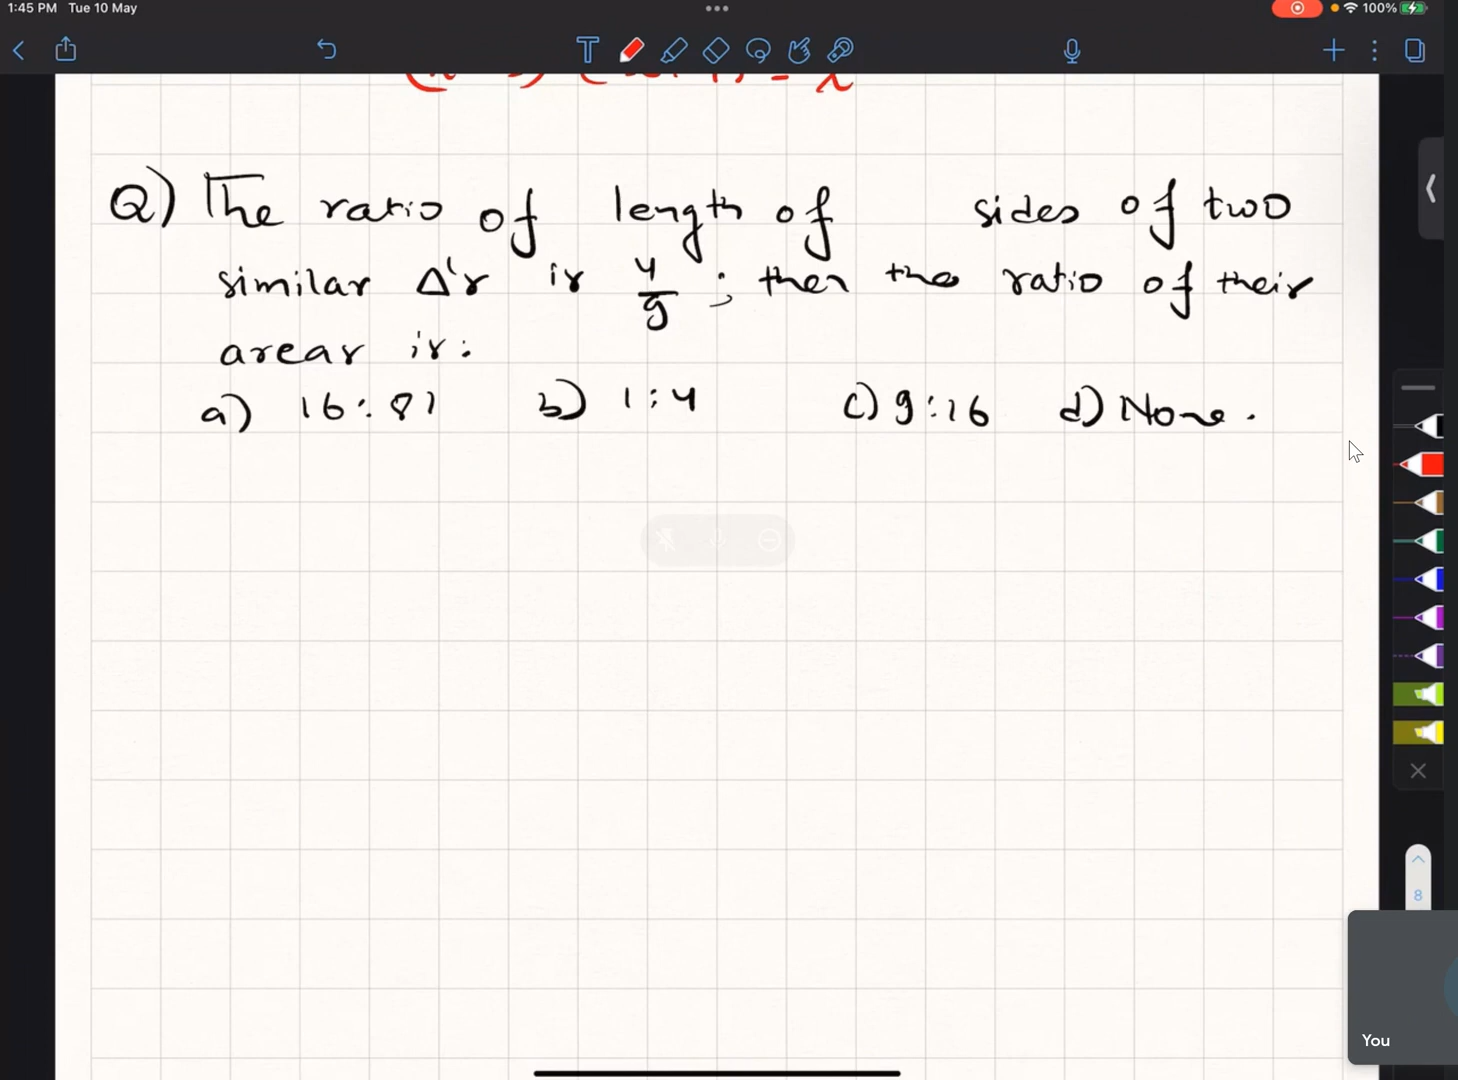 1:45 PM Tue 10 May
100%
T
Q) The ratio of length of sides of two
similar Δ's is 4/9 ; then the ratio of their
areas is:
a) 16:81 b) 1:4 c) 9:16 d) None.
8
You